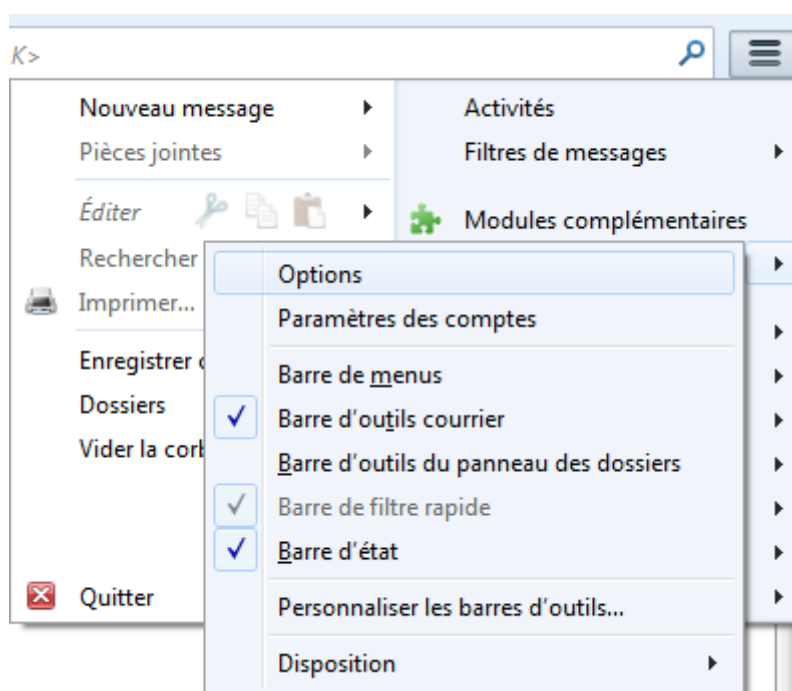 K>
Nouveau message
Pièces jointes
Éditer
Rechercher
Imprimer...
Enregistrer
Dossiers
Vider la
Quitter
Activités
Filtres de messages
Modules complémentaires
Options
Paramètres des comptes
Barre de menus
Barre d'outils courrier
Barre d'outils du panneau des dossiers
Barre de filtre rapide
Barre d'état
Personnaliser les barres d'outils...
Disposition